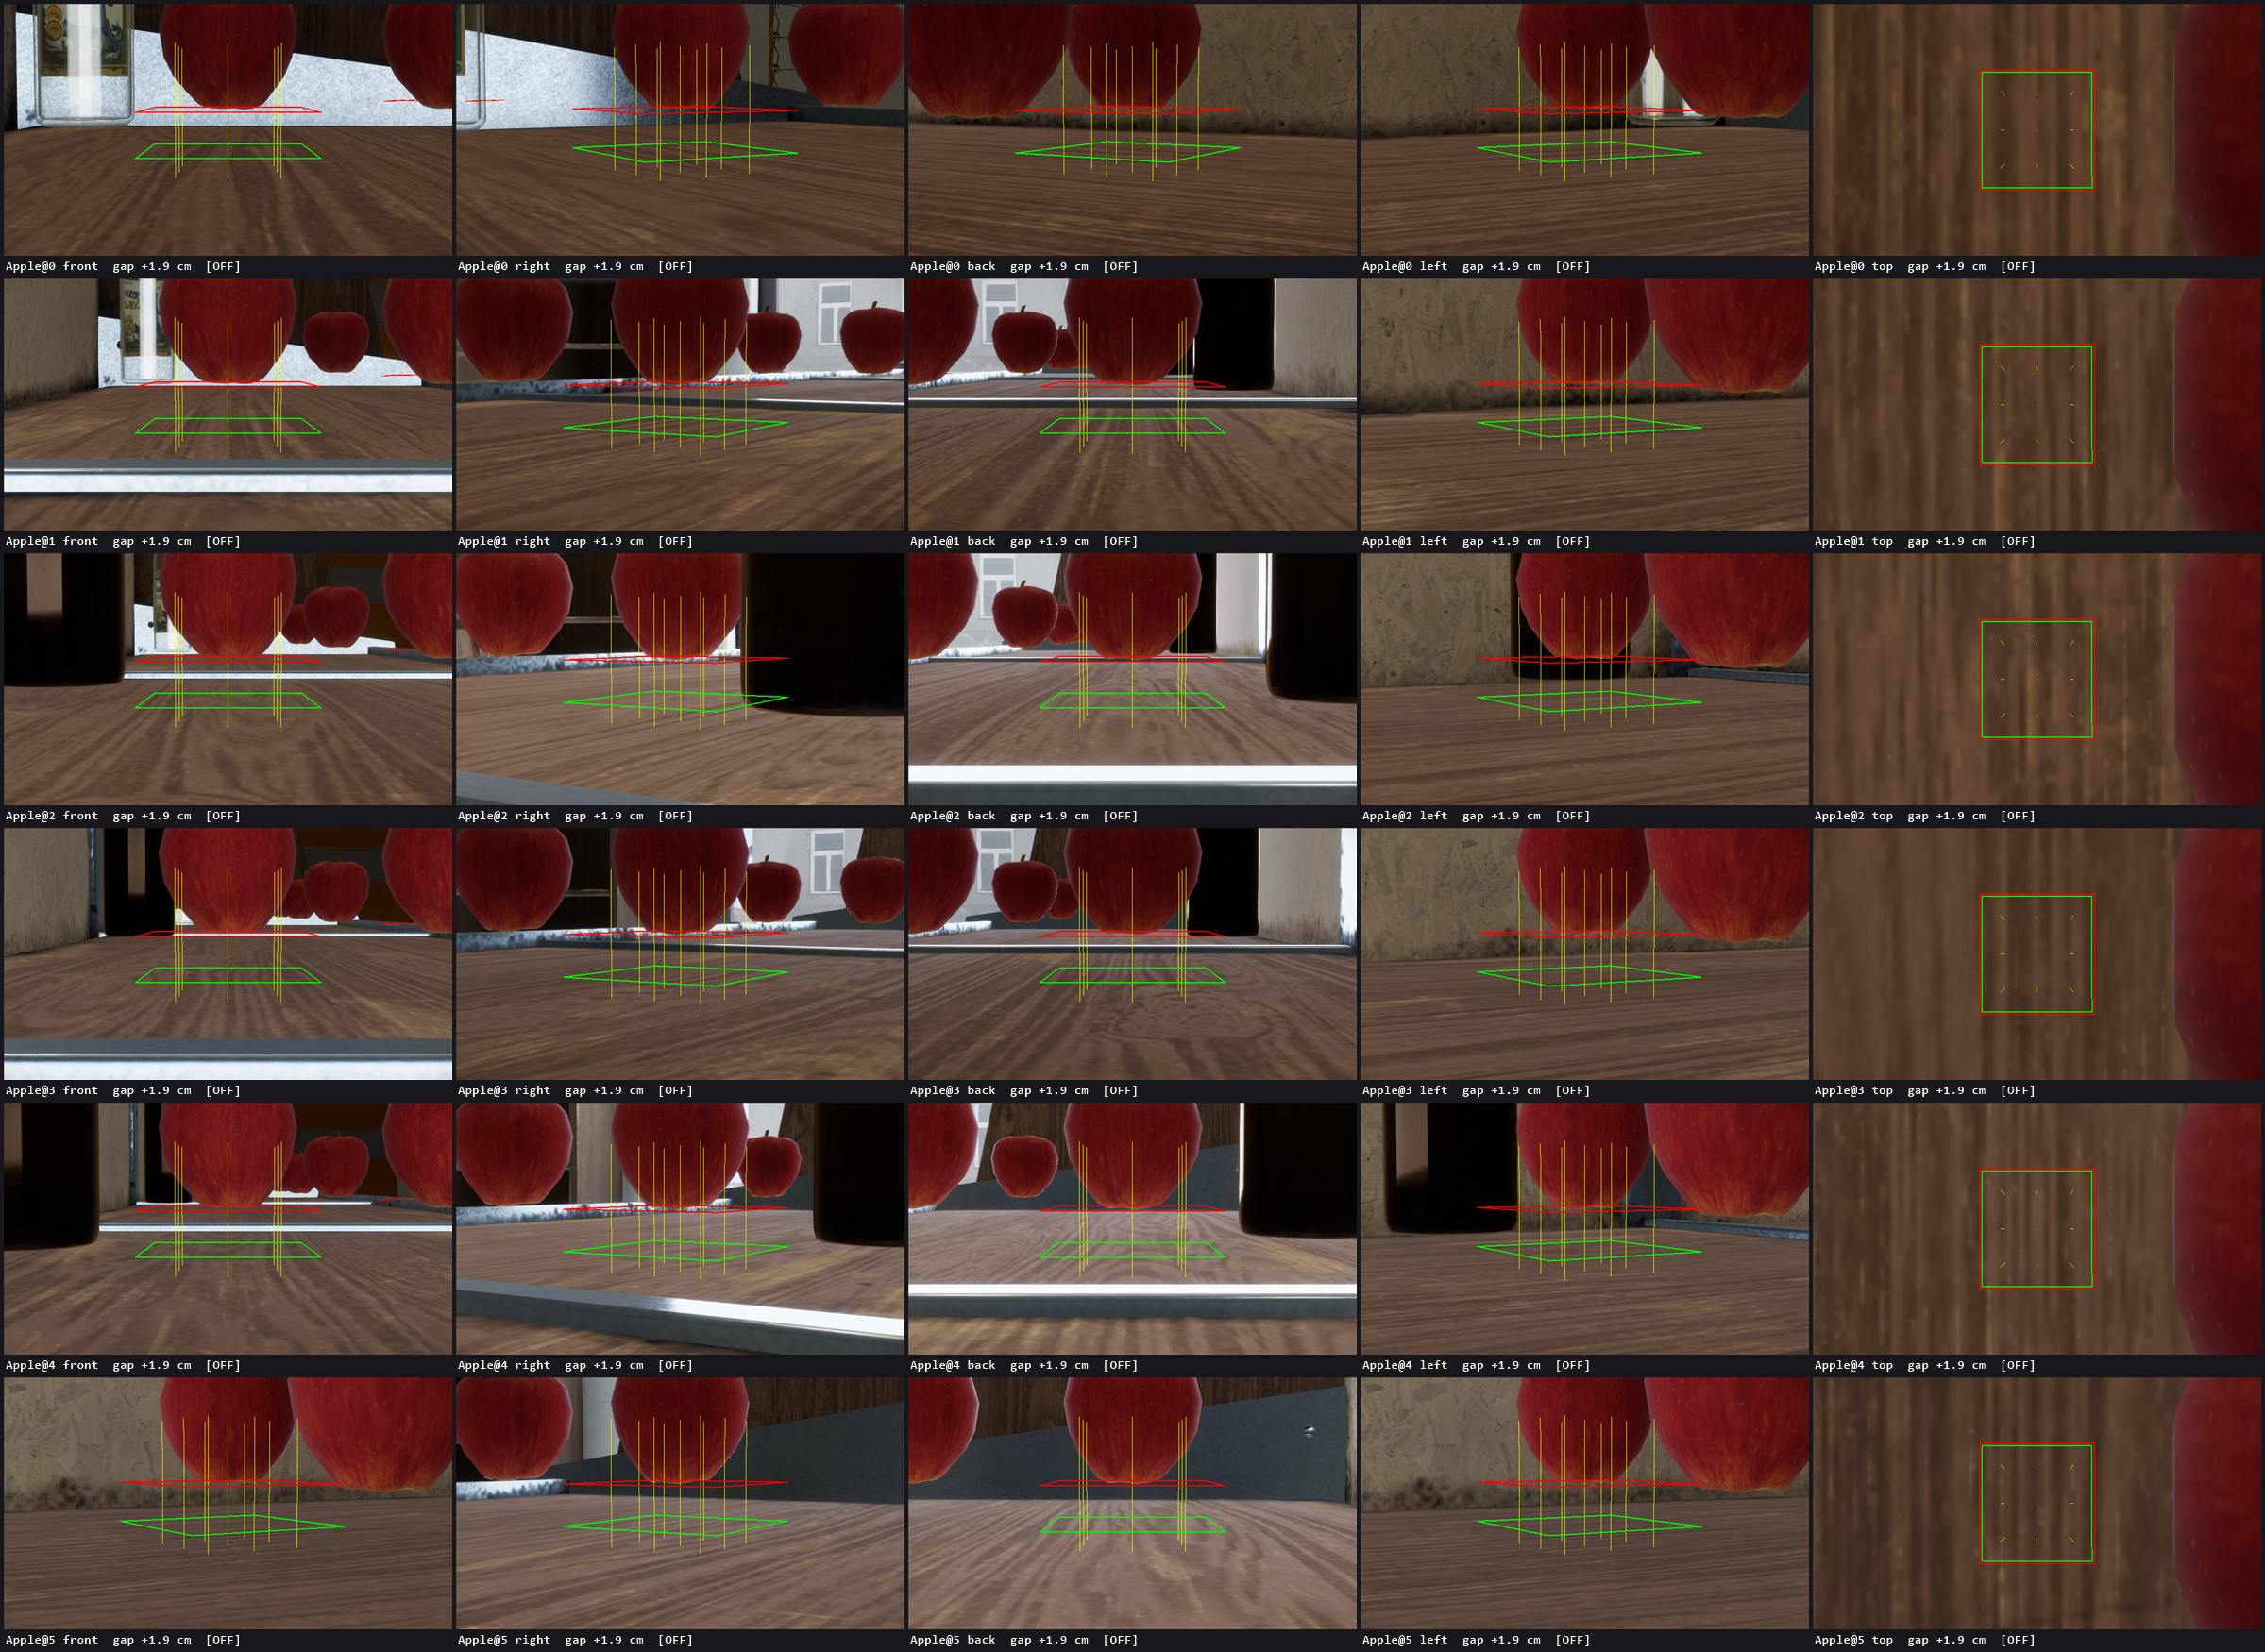 Apple@0 front  gap +1.9 cm  [OFF]
Apple@0 right  gap +1.9 cm  [OFF]
Apple@0 back  gap +1.9 cm  [OFF]
Apple@0 left  gap +1.9 cm  [OFF]
Apple@0 top  gap +1.9 cm  [OFF]
Apple@1 front  gap +1.9 cm  [OFF]
Apple@1 right  gap +1.9 cm  [OFF]
Apple@1 back  gap +1.9 cm  [OFF]
Apple@1 left  gap +1.9 cm  [OFF]
Apple@1 top  gap +1.9 cm  [OFF]
Apple@2 front  gap +1.9 cm  [OFF]
Apple@2 right  gap +1.9 cm  [OFF]
Apple@2 back  gap +1.9 cm  [OFF]
Apple@2 left  gap +1.9 cm  [OFF]
Apple@2 top  gap +1.9 cm  [OFF]
Apple@3 front  gap +1.9 cm  [OFF]
Apple@3 right  gap +1.9 cm  [OFF]
Apple@3 back  gap +1.9 cm  [OFF]
Apple@3 left  gap +1.9 cm  [OFF]
Apple@3 top  gap +1.9 cm  [OFF]
Apple@4 front  gap +1.9 cm  [OFF]
Apple@4 right  gap +1.9 cm  [OFF]
Apple@4 back  gap +1.9 cm  [OFF]
Apple@4 left  gap +1.9 cm  [OFF]
Apple@4 top  gap +1.9 cm  [OFF]
Apple@5 front  gap +1.9 cm  [OFF]
Apple@5 right  gap +1.9 cm  [OFF]
Apple@5 back  gap +1.9 cm  [OFF]
Apple@5 left  gap +1.9 cm  [OFF]
Apple@5 top  gap +1.9 cm  [OFF]